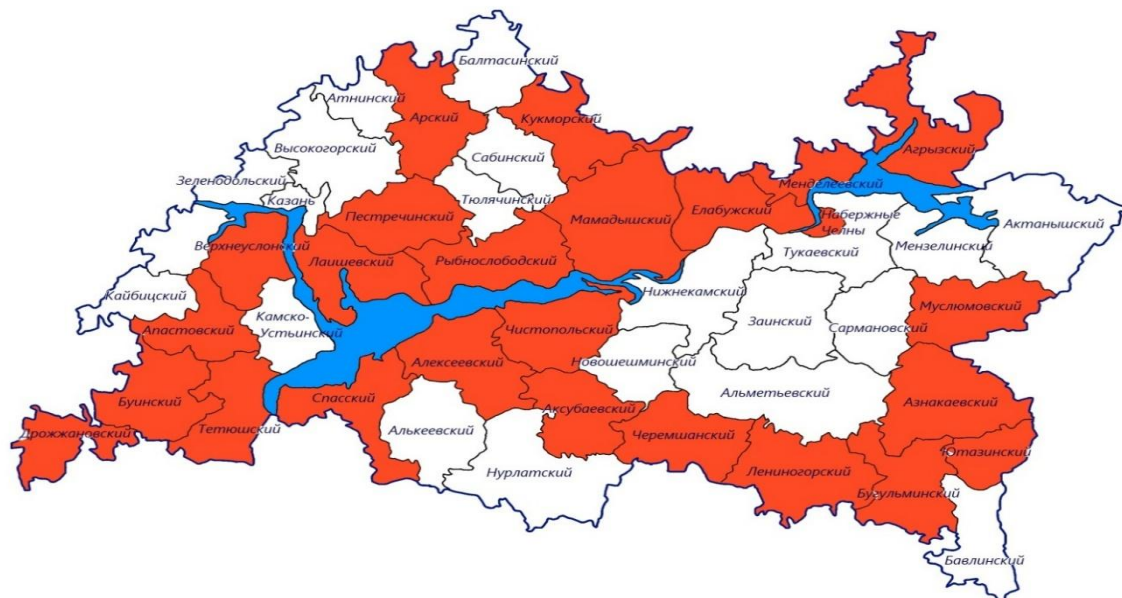 Балтасинский
Атнинский
Арский
Кукморский
Высокогорский
Сабинский
Агрызский
Зеленодольский
Казань
Тюлячинский
Менделеевский
Пестречинский
Мамадышский
Елабужский
Набержные
Челны
Актанышский
Верхнеуслонский
Лаишевский
Рыбнослободский
Тукаевский
Мензелинский
Кайбицский
Нижнекамский
Муслюмовский
Апастовский
Камско-
Устьинский
Чистопольский
Заинский
Сармановский
Алексеевский
Новошешминский
Буинский
Спасский
Альметьевский
Азнакаевский
Аксубаевский
Дрожжановский
Тетюшский
Алькеевский
Черемшанский
Ютазинский
Нурлатский
Лениногорский
Бугульминский
Бавлинский